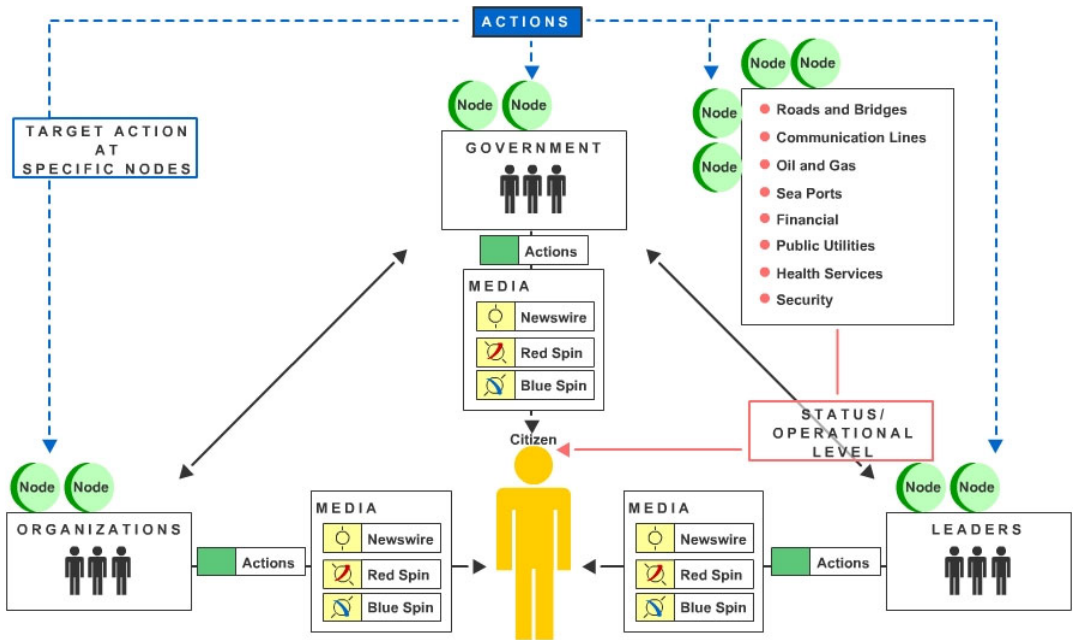 ACTIONS
Node
Node
Node
Node
Node
Node
TARGET ACTION
AT
SPECIFIC NODES
GOVERNMENT
Actions
MEDIA
Newswire
Red Spin
Blue Spin
Roads and Bridges
Communication Lines
Oil and Gas
Sea Ports
Financial
Public Utilities
Health Services
Security
STATUS/
OPERATIONAL
LEVEL
Citizen
Node
Node
ORGANIZATIONS
Actions
MEDIA
Newswire
Red Spin
Blue Spin
MEDIA
Newswire
Red Spin
Blue Spin
Actions
Node
Node
LEADERS